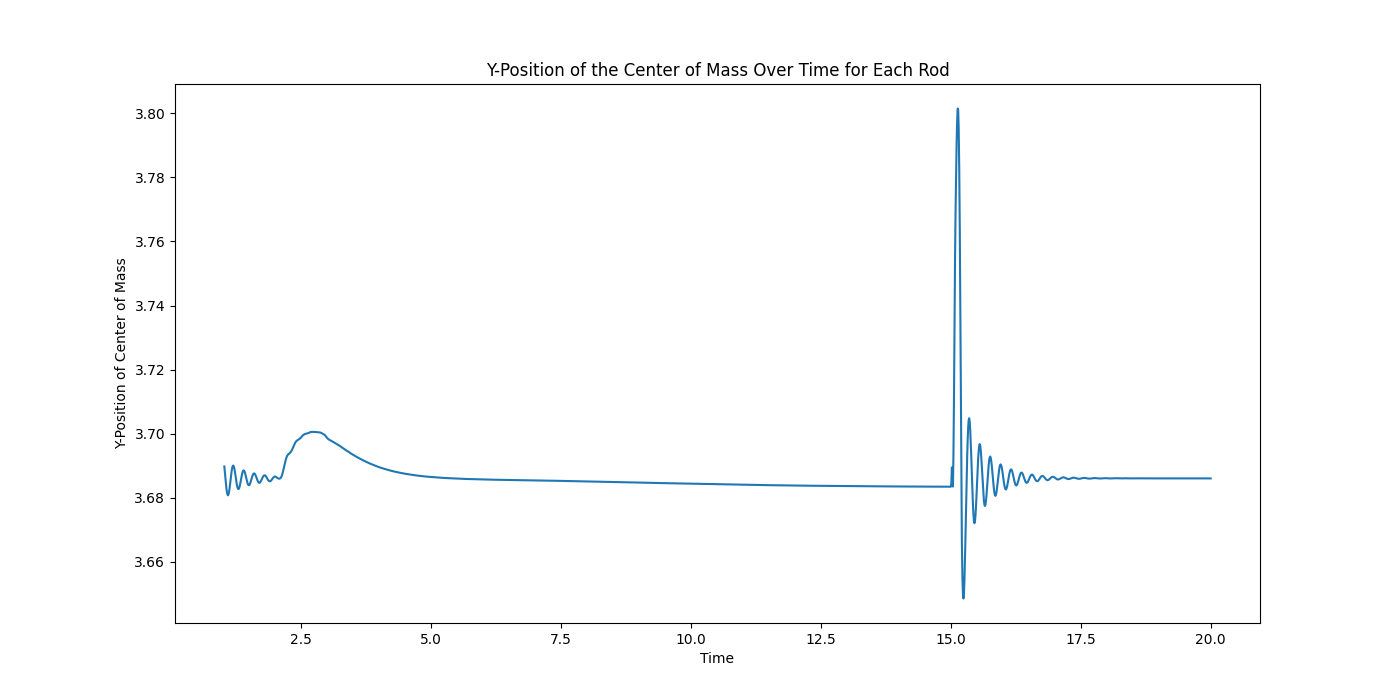 Y-Position of the Center of Mass Over Time for Each Rod
Y-Position of Center of Mass
3.80
3.78
3.76
3.74
3.72
3.70
3.68
3.66
2.5 5.0 7.5 10.0 12.5 15.0 17.5 20.0
Time